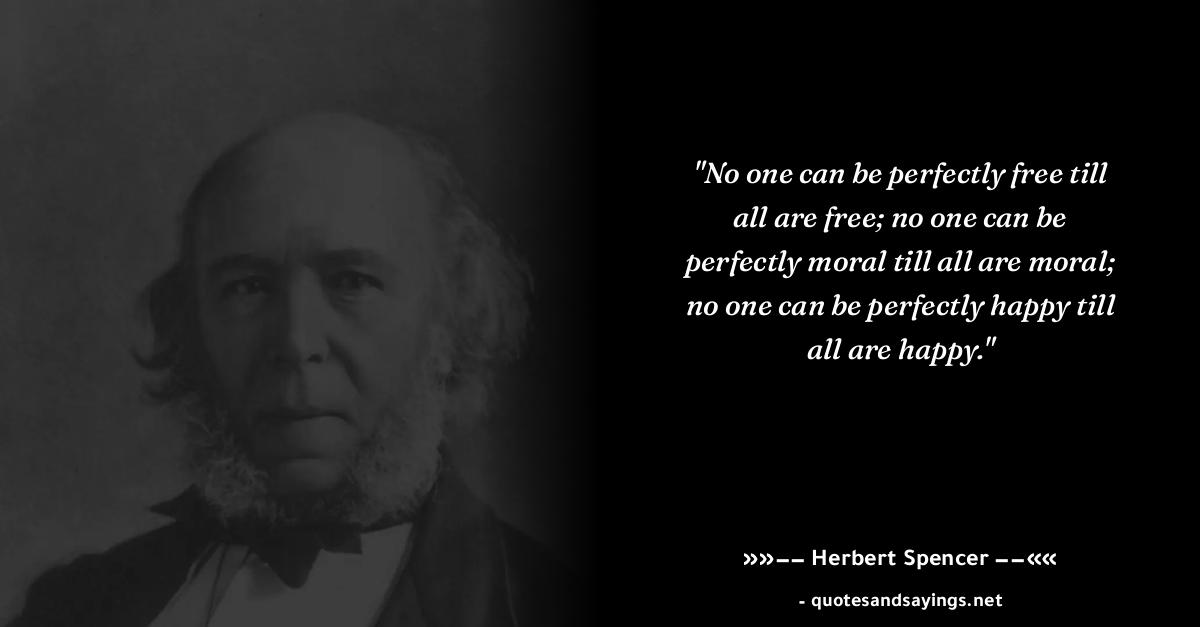 "No one can be perfectly free till
all are free; no one can be
perfectly moral till all are moral;
no one can be perfectly happy till
all are happy."
»»−− Herbert Spencer −−««
- quotesandsayings.net